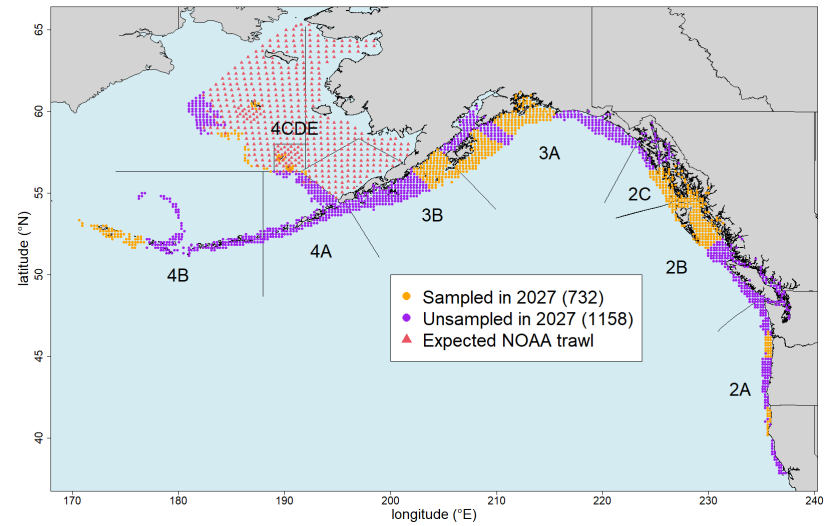 65
60
55
50
45
40
latitude (°N)
4CDE
3A
2C
3B
4A
4B
2B
2A
Sampled in 2027 (732)
Unsampled in 2027 (1158)
Expected NOAA trawl
170 180 190 200 210 220 230 240
longitude (°E)